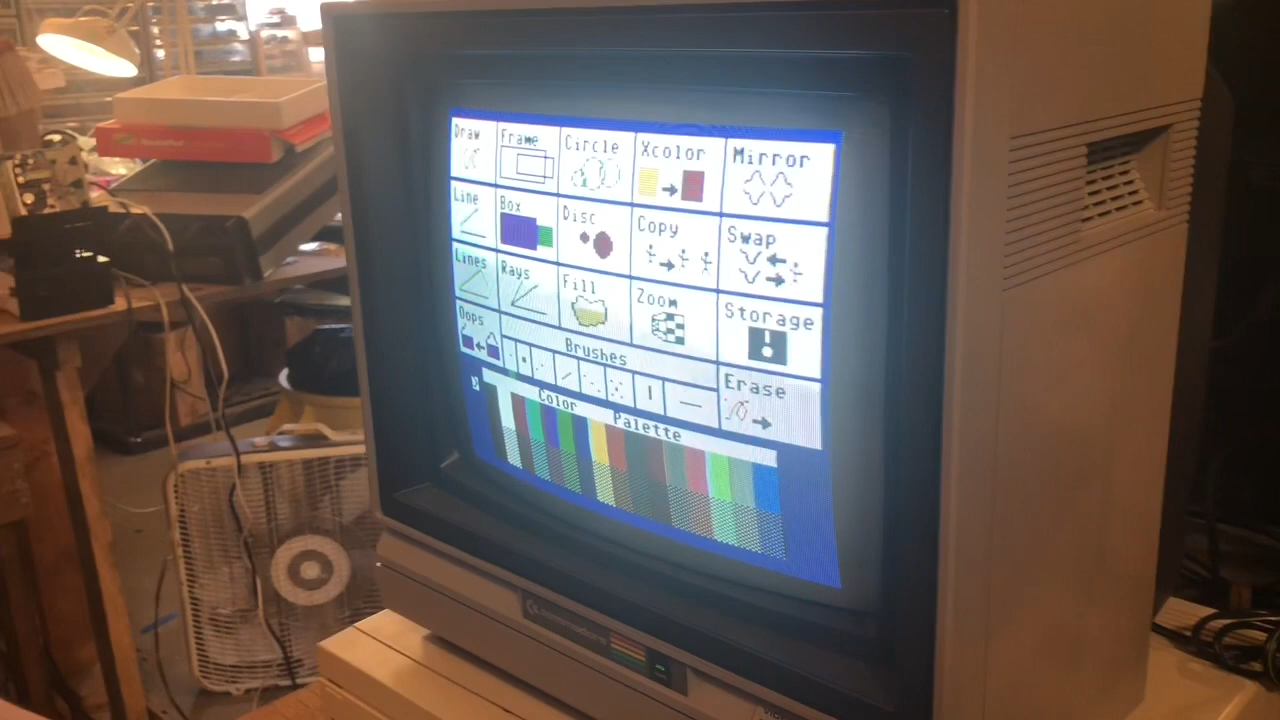 Draw Frame Circle Xcolor Mirror
Line Box Disc Copy Swap
Lines Rays Fill Zoom Storage
Oops Brushes Erase
Color Palette
commodore